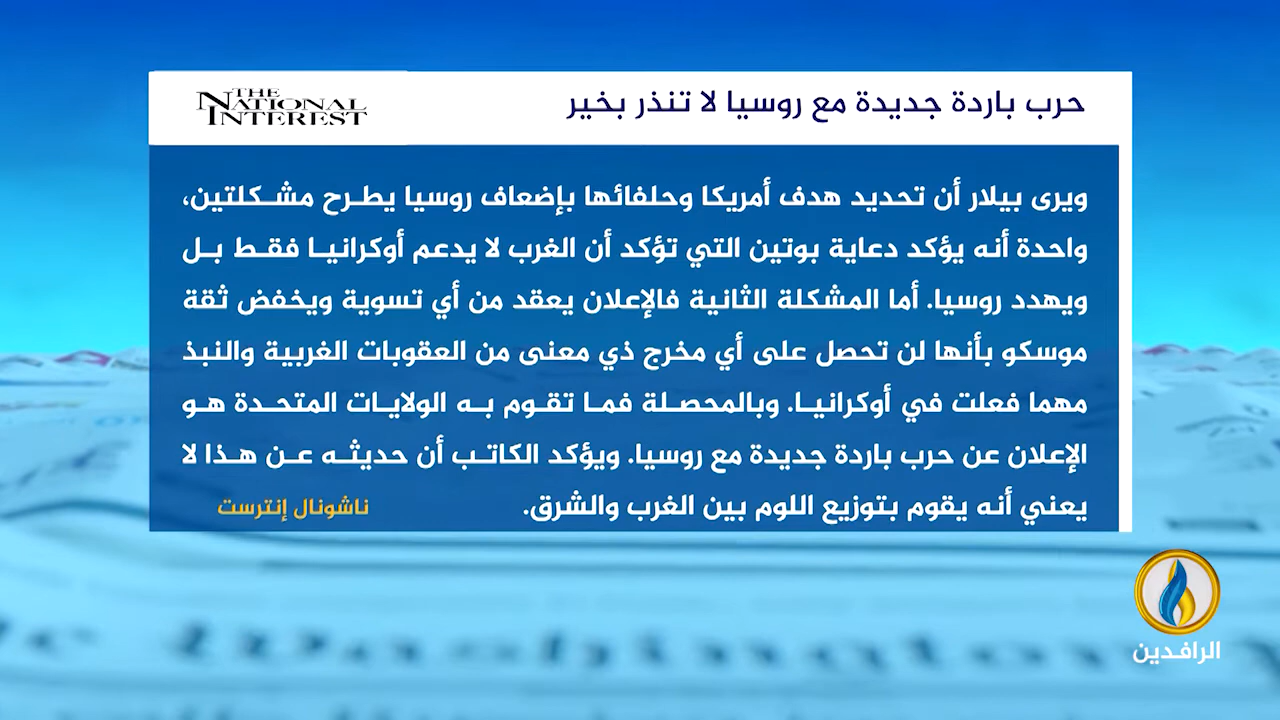 حرب باردة جديدة مع روسيا لا تنذر بخير
THE
NATIONAL
INTEREST
ويرى بيلار أن تحديد هدف أمريكا وحلفائها بإضعاف روسيا يطرح مشكلتين،
واحدة أنه يؤكد دعاية بوتين التي تؤكد أن الغرب لا يدعم أوكرانيا فقط بل
ويهدد روسيا. أما المشكلة الثانية فالإعلان يعقد من أي تسوية ويخفض ثقة
موسكو بأنها لن تحصل على أي مخرج ذي معنى من العقوبات الغربية والنبذ
مهما فعلت في أوكرانيا. وبالمحصلة فما تقوم به الولايات المتحدة هو
الإعلان عن حرب باردة جديدة مع روسيا. ويؤكد الكاتب أن حديثه عن هذا لا
يعني أنه يقوم بتوزيع اللوم بين الغرب والشرق.
ناشونال إنترست
الرافدين